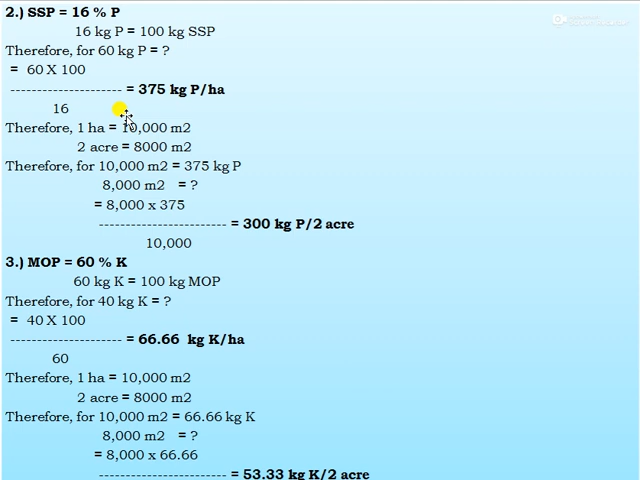 2.) SSP = 16 % P
16 kg P = 100 kg SSP
Therefore, for 60 kg P = ?
= 60 X 100
--------------------- = 375 kg P/ha
16
Therefore, 1 ha = 10,000 m2
2 acre = 8000 m2
Therefore, for 10,000 m2 = 375 kg P
8,000 m2 = ?
= 8,000 x 375
------------------------ = 300 kg P/2 acre
10,000
3.) MOP = 60 % K
60 kg K = 100 kg MOP
Therefore, for 40 kg K = ?
= 40 X 100
--------------------- = 66.66 kg K/ha
60
Therefore, 1 ha = 10,000 m2
2 acre = 8000 m2
Therefore, for 10,000 m2 = 66.66 kg K
8,000 m2 = ?
= 8,000 x 66.66
------------------------ = 53.33 kg K/2 acre